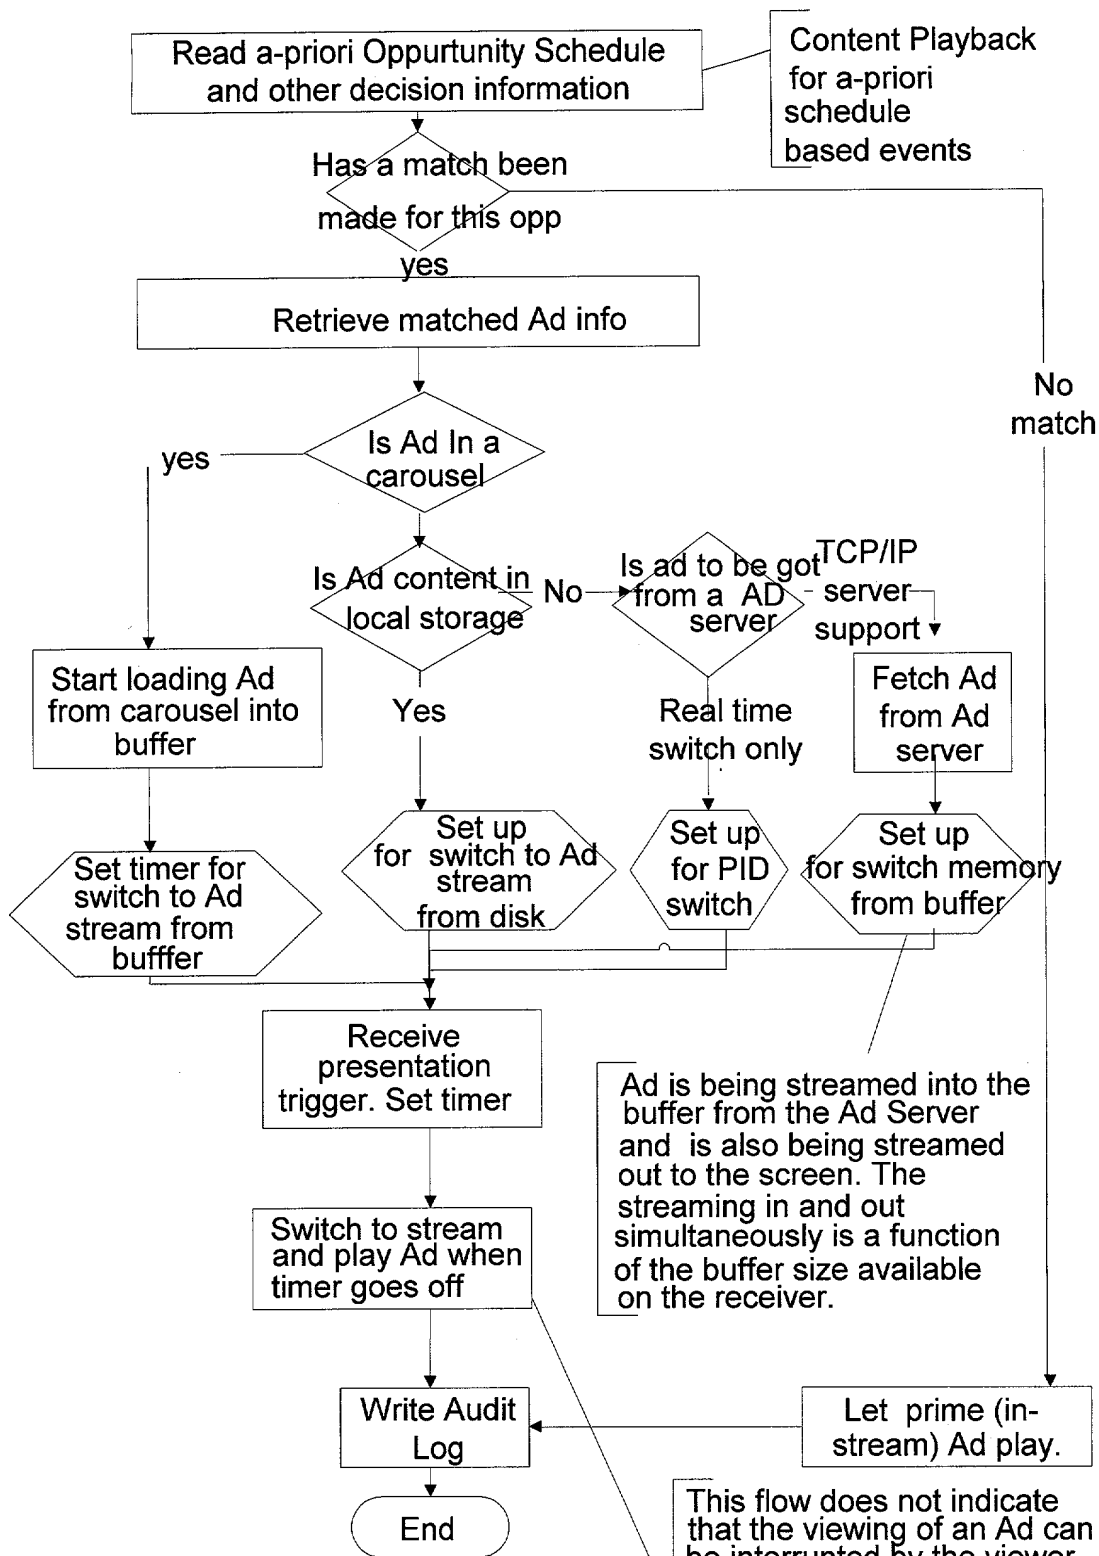 Read a-priori Oppurtunity Schedule
and other decision information
Content Playback
for a-priori
schedule
based events
Has a match been
made for this opp
yes
Retrieve matched Ad info
No
match
Is Ad In a
carousel
yes
Is Ad content in
local storage
No
Is ad to be got
from a AD
server
TCP/IP
server
support
Start loading Ad
from carousel into
buffer
Yes
Real time
switch only
Fetch Ad
from Ad
server
Set timer for
switch to Ad
stream from
bufffer
Set up
for switch to Ad
stream
from disk
Set up
for PID
switch
Set up
for switch memory
from buffer
Receive
presentation
trigger. Set timer
Ad is being streamed into the
buffer from the Ad Server
and is also being streamed
out to the screen. The
streaming in and out
simultaneously is a function
of the buffer size available
on the receiver.
Switch to stream
and play Ad when
timer goes off
Write Audit
Log
Let prime (in-
stream) Ad play.
End
This flow does not indicate
that the viewing of an Ad can
be interrupted by the viewer